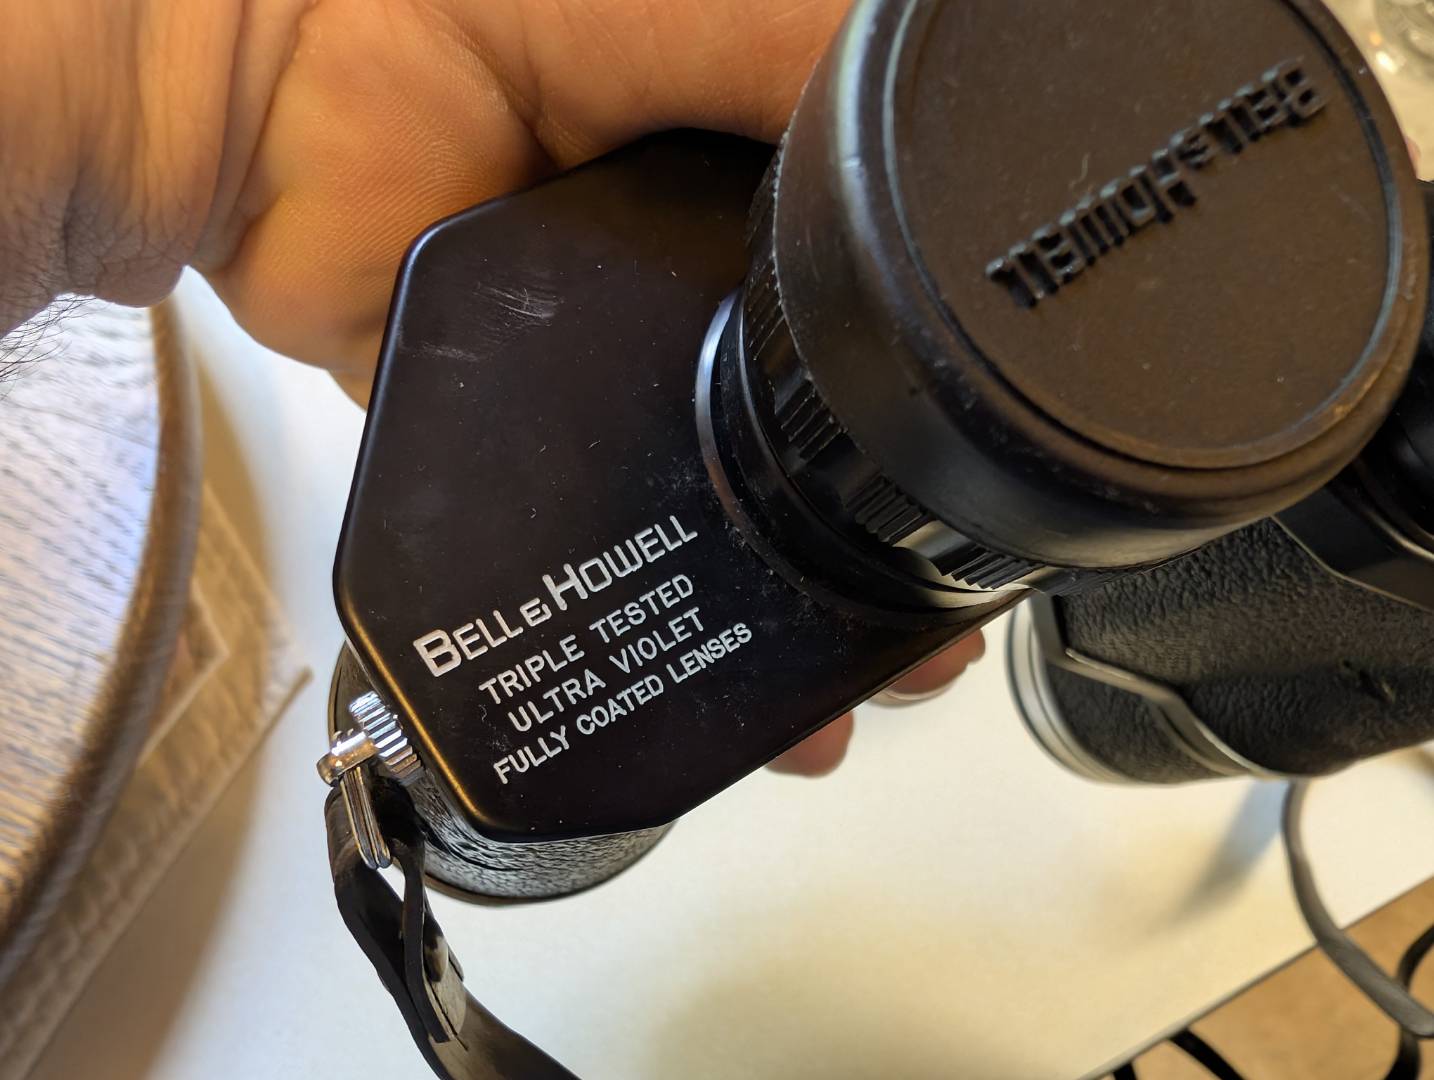 BELL & HOWELL
BELL & HOWELL
TRIPLE TESTED
ULTRA VIOLET
FULLY COATED LENSES